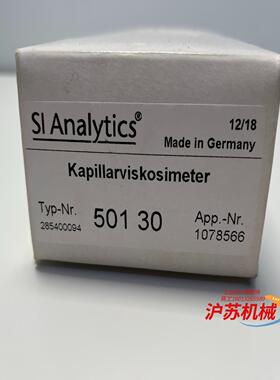 SI Analytics®
12/18
Made in Germany
Kapillarviskosimeter
Typ-Nr.
285400094
501 30
App.-Nr.
1078566
沪苏机械